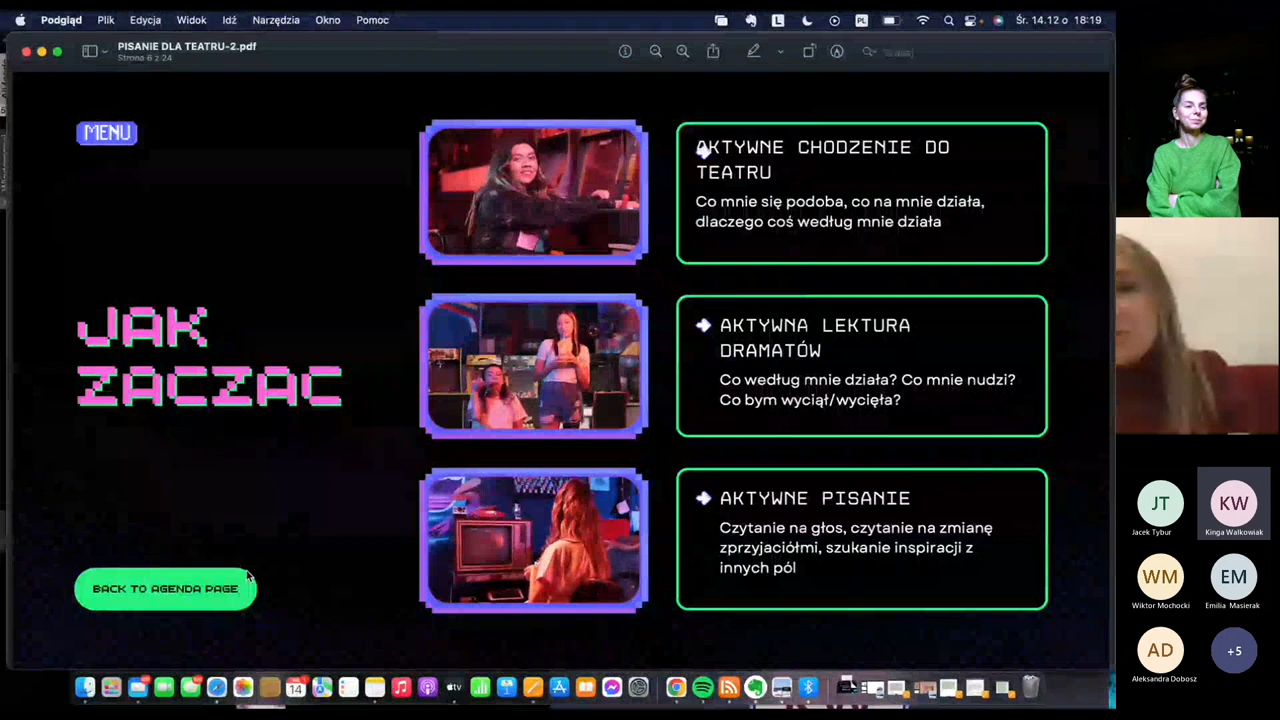 Podgląd Plik Edycja Widok Idź Narzędzia Okno Pomoc
L PL Śr. 14.12 o 18:19
PISANIE DLA TEATRU-2.pdf
Strona 6 z 24
MENU
JAK
ZACZAC
BACK TO AGENDA PAGE
AKTYWNE CHODZENIE DO
TEATRU
Co mnie się podoba, co na mnie działa,
dlaczego coś według mnie działa
AKTYWNA LEKTURA
DRAMATÓW
Co według mnie działa? Co mnie nudzi?
Co bym wyciął/wycięła?
AKTYWNE PISANIE
Czytanie na głos, czytanie na zmianę
zprzyjaciółmi, szukanie inspiracji z
innych pól
JT
Jacek Tybur
KW
Kinga Walkowiak
WM
Wiktor Mochocki
EM
Emilia Masierak
AD
Aleksandra Dobosz
+5
14
tv